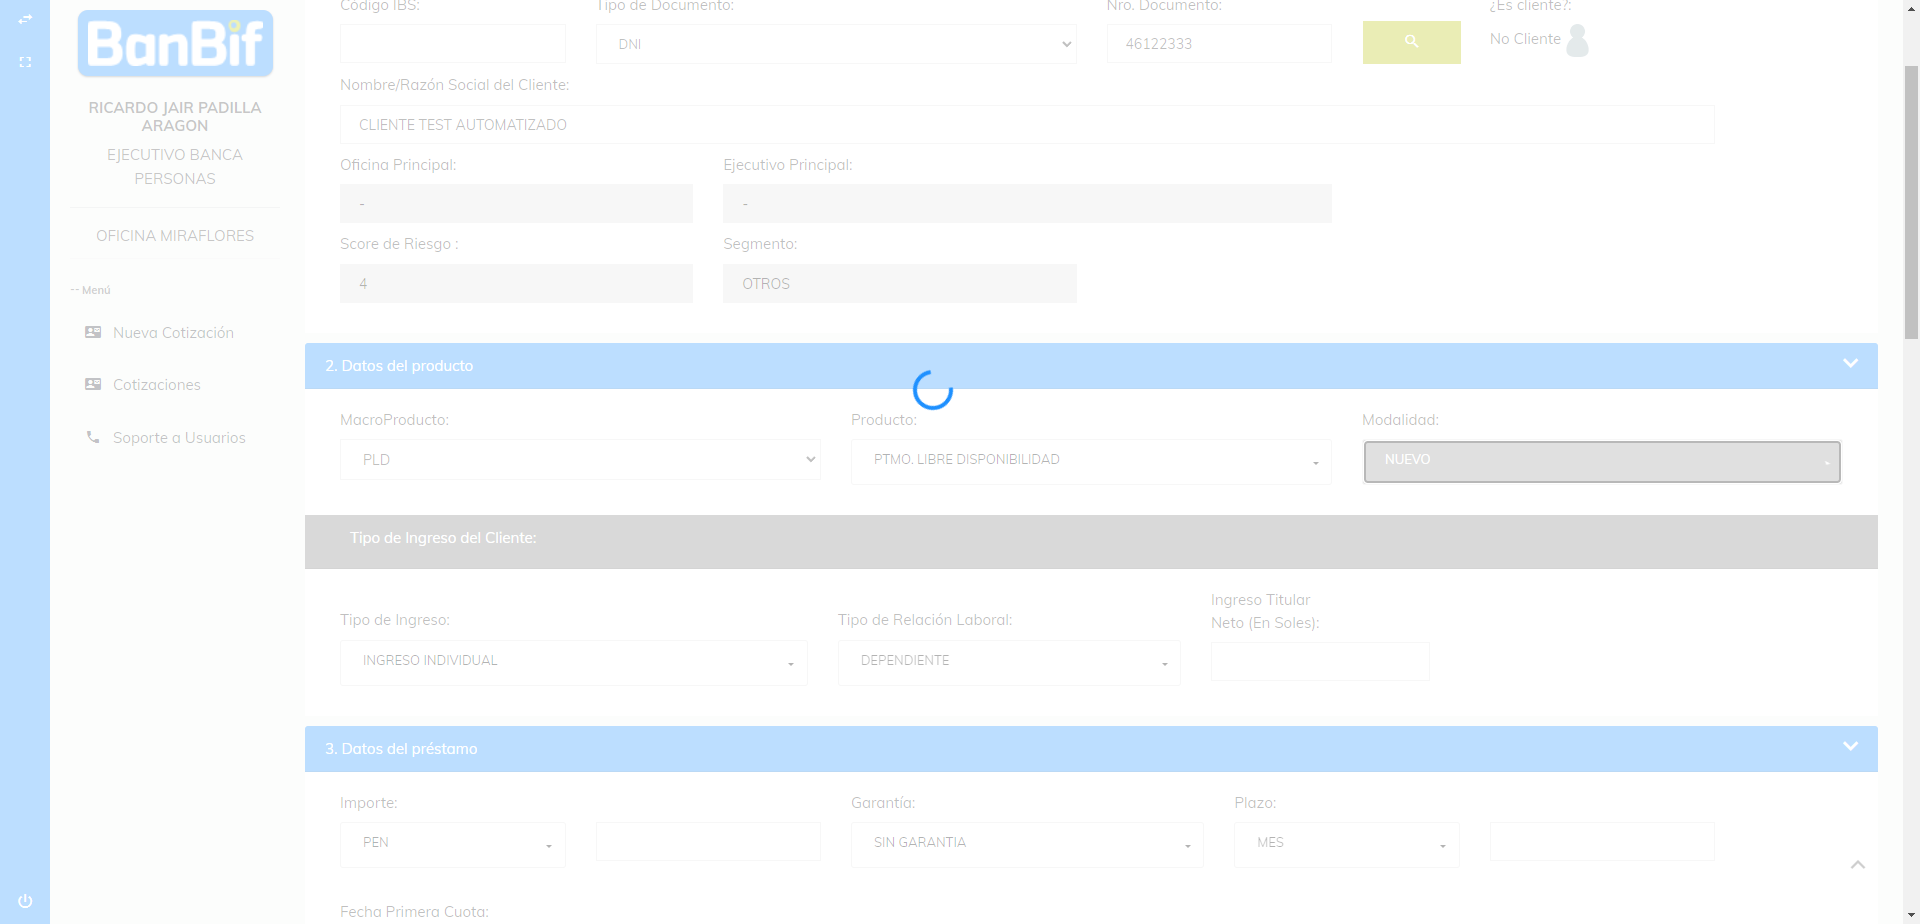 BanBif
RICARDO JAIR PADILLA
ARAGON
EJECUTIVO BANCA
PERSONAS
OFICINA MIRAFLORES
-- Menú
Nueva Cotización
Cotizaciones
Soporte a Usuarios
Código IBS:
Tipo de Documento:
Nro. Documento:
¿Es cliente?:
DNI
46122333
No Cliente
Nombre/Razón Social del Cliente:
CLIENTE TEST AUTOMATIZADO
Oficina Principal:
Ejecutivo Principal:
-
-
Score de Riesgo :
Segmento:
4
OTROS
2. Datos del producto
MacroProducto:
Producto:
Modalidad:
PLD
PTMO. LIBRE DISPONIBILIDAD
NUEVO
Tipo de Ingreso del Cliente:
Tipo de Ingreso:
Tipo de Relación Laboral:
Ingreso Titular
Neto (En Soles):
INGRESO INDIVIDUAL
DEPENDIENTE
3. Datos del préstamo
Importe:
Garantía:
Plazo:
PEN
SIN GARANTIA
MES
Fecha Primera Cuota: